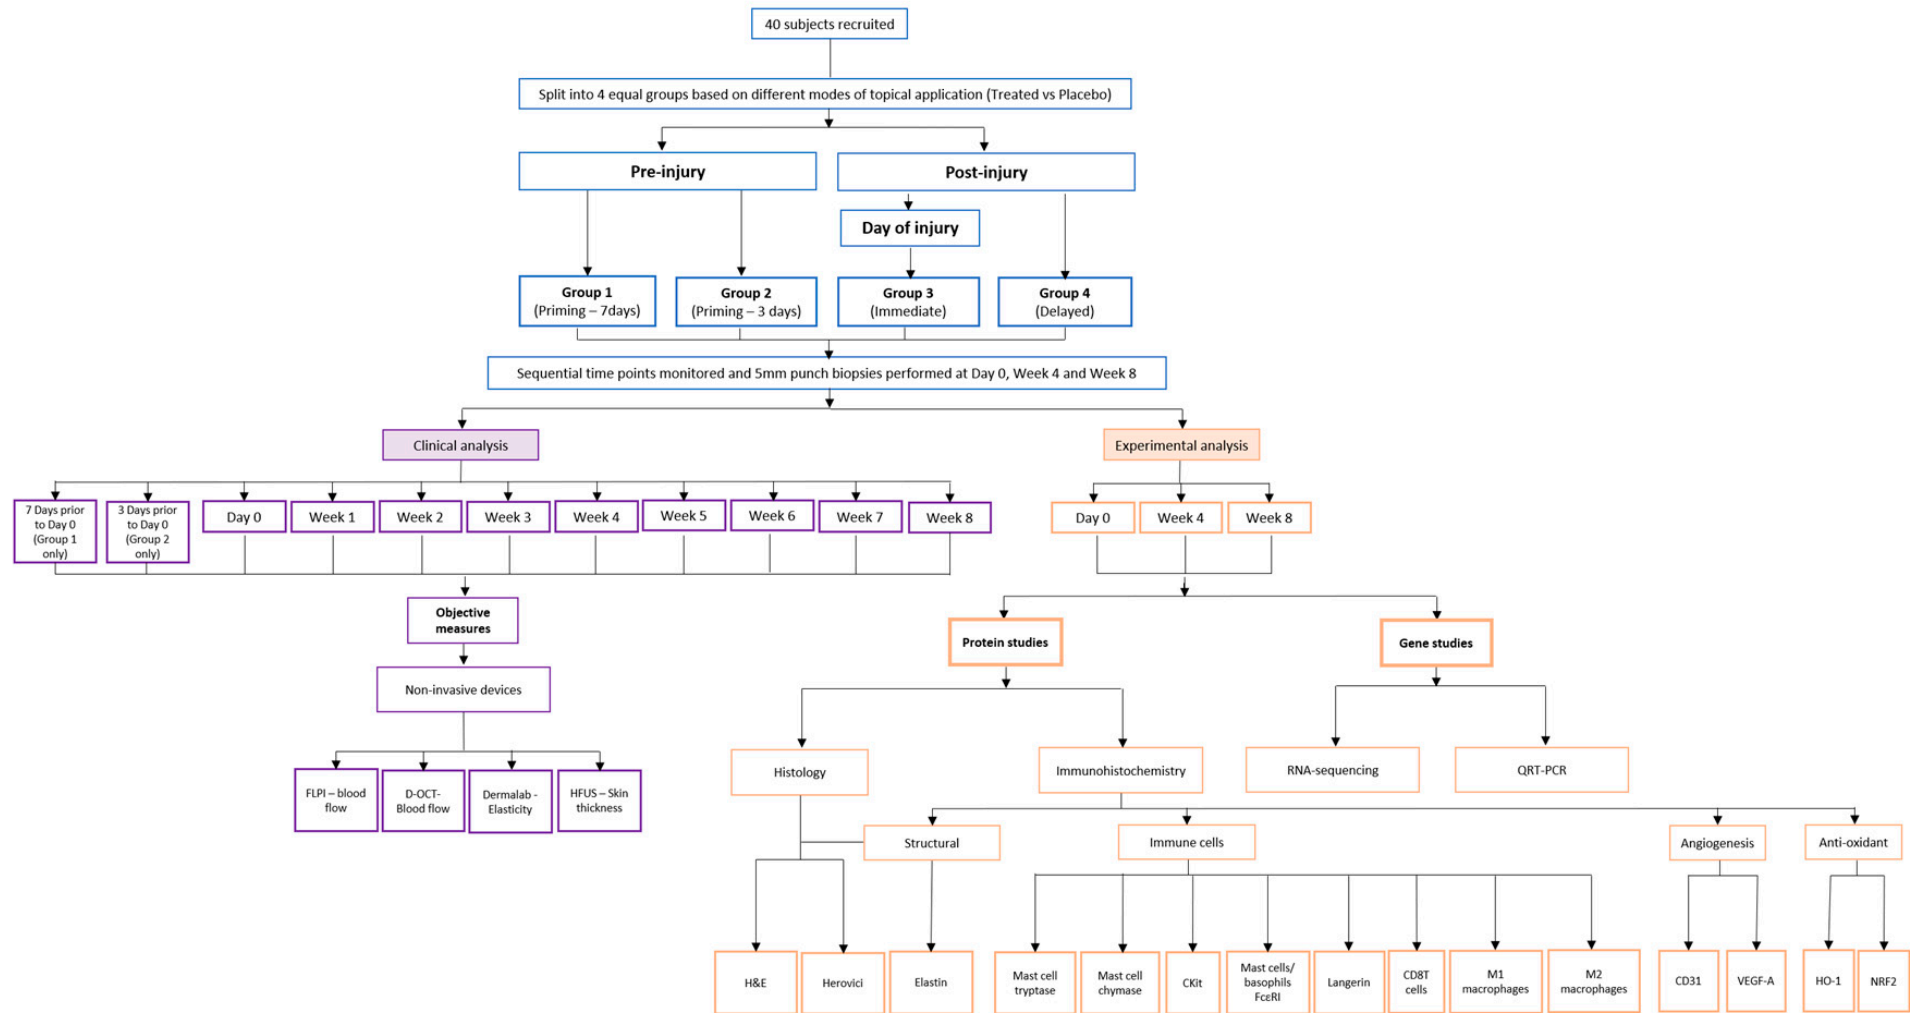 40 subjects recruited
Split into 4 equal groups based on different modes of topical application (Treated vs Placebo)
Pre-injury
Post-injury
Day of injury
Group 1
(Priming – 7days)
Group 2
(Priming – 3 days)
Group 3
(Immediate)
Group 4
(Delayed)
Sequential time points monitored and 5mm punch biopsies performed at Day 0, Week 4 and Week 8
Clinical analysis
Experimental analysis
7 Days prior
to Day 0
(Group 1
only)
3 Days prior
to Day 0
(Group 2
only)
Day 0
Week 1
Week 2
Week 3
Week 4
Week 5
Week 6
Week 7
Week 8
Day 0
Week 4
Week 8
Objective
measures
Protein studies
Gene studies
Non-invasive devices
Histology
Immunohistochemistry
RNA-sequencing
QRT-PCR
FLPI – blood
flow
D-OCT-
Blood flow
Dermalab -
Elasticity
HFUS – Skin
thickness
Structural
Immune cells
Angiogenesis
Anti-oxidant
H&E
Herovici
Elastin
Mast cell
tryptase
Mast cell
chymase
CKit
Mast cells/
basophils
FcεRI
Langerin
CD8T
cells
M1
macrophages
M2
macrophages
CD31
VEGF-A
HO-1
NRF2